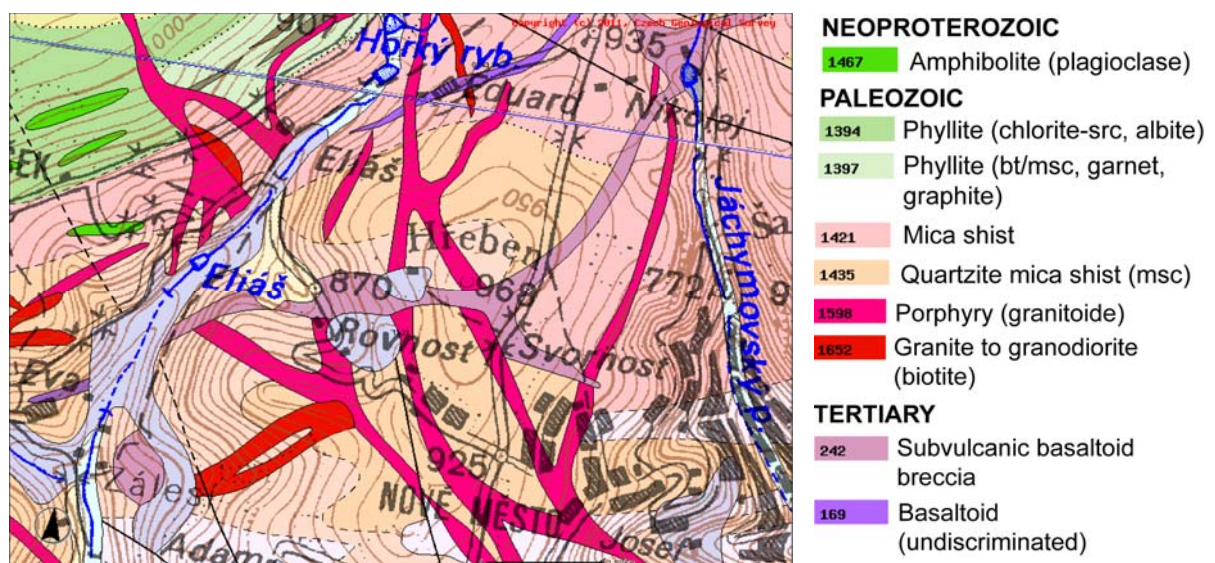 Copyright (c) 2011, Czech Geological Survey
1000
907
Horký ryb.
935
Eduard
Nikolaj
Eliáš
950
Jáchymovský p.
Hřeben
Eliáš
870
968
772
Rovnost
Svornost
Eva
925
Záles
NOVÉ MĚSTO
Adam
Josef
NEOPROTEROZOIC
1467 Amphibolite (plagioclase)
PALEOZOIC
1394 Phyllite (chlorite-src, albite)
1397 Phyllite (bt/msc, garnet,
graphite)
1421 Mica shist
1435 Quartzite mica shist (msc)
1598 Porphyry (granitoide)
1652 Granite to granodiorite
(biotite)
TERTIARY
242 Subvulcanic basaltoid
breccia
169 Basaltoid
(undiscriminated)